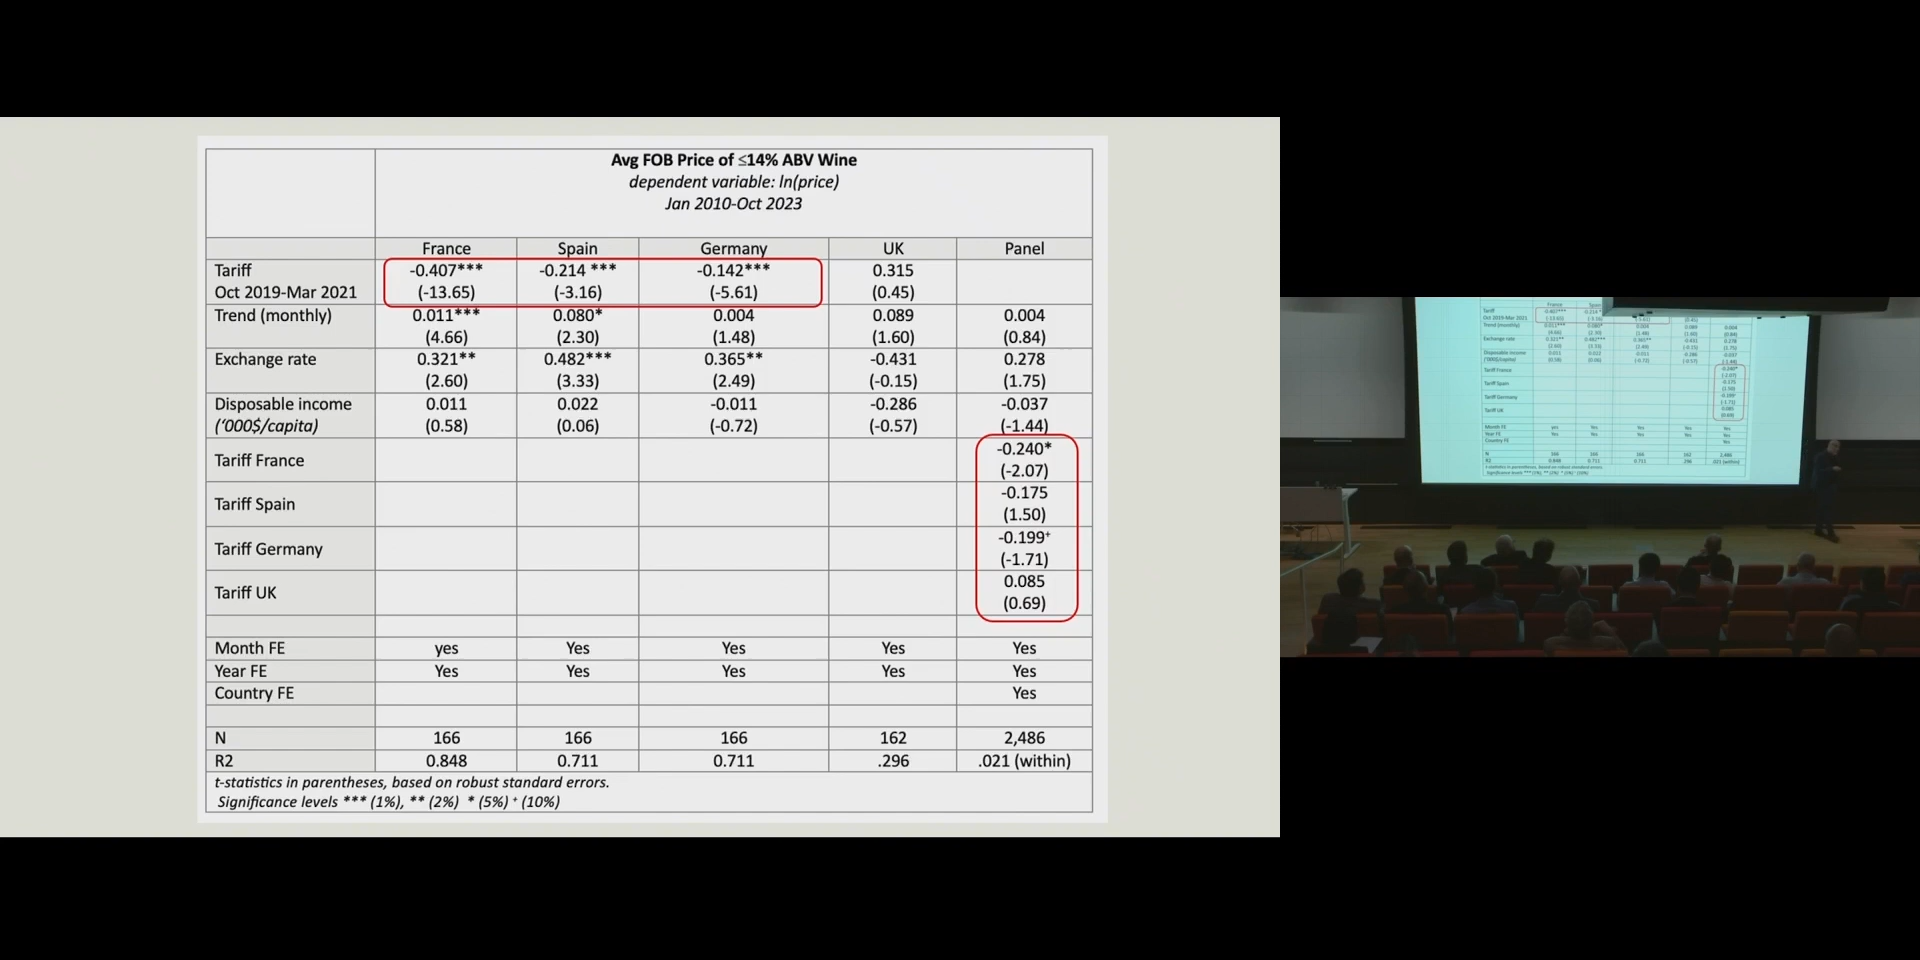 Avg FOB Price of ≤14% ABV Wine
dependent variable: ln(price)
Jan 2010-Oct 2023
France Spain Germany UK Panel
Tariff -0.407*** -0.214 *** -0.142*** 0.315
Oct 2019-Mar 2021 (-13.65) (-3.16) (-5.61) (0.45)
Trend (monthly) 0.011*** 0.080* 0.004 0.089 0.004
(4.66) (2.30) (1.48) (1.60) (0.84)
Exchange rate 0.321** 0.482*** 0.365** -0.431 0.278
(2.60) (3.33) (2.49) (-0.15) (1.75)
Disposable income 0.011 0.022 -0.011 -0.286 -0.037
('000$/capita) (0.58) (0.06) (-0.72) (-0.57) (-1.44)
Tariff France -0.240*
(-2.07)
Tariff Spain -0.175
(1.50)
Tariff Germany -0.199⁺
(-1.71)
Tariff UK 0.085
(0.69)
Month FE yes Yes Yes Yes Yes
Year FE Yes Yes Yes Yes Yes
Country FE Yes
N 166 166 166 162 2,486
R2 0.848 0.711 0.711 .296 .021 (within)
t-statistics in parentheses, based on robust standard errors.
Significance levels *** (1%), ** (2%) * (5%) ⁺ (10%)